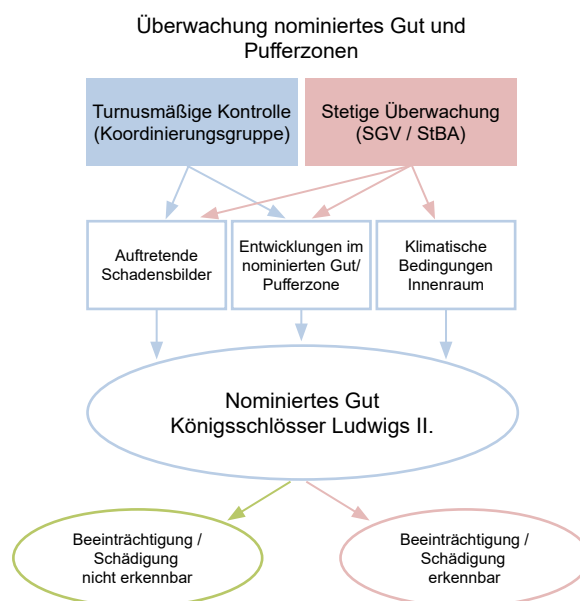 Überwachung nominiertes Gut und
Pufferzonen
Turnusmäßige Kontrolle
(Koordinierungsgruppe)
Stetige Überwachung
(SGV / StBA)
Auftretende
Schadensbilder
Entwicklungen im
nominierten Gut/
Pufferzone
Klimatische
Bedingungen
Innenraum
Nominiertes Gut
Königsschlösser Ludwigs II.
Beeinträchtigung /
Schädigung
nicht erkennbar
Beeinträchtigung /
Schädigung
erkennbar